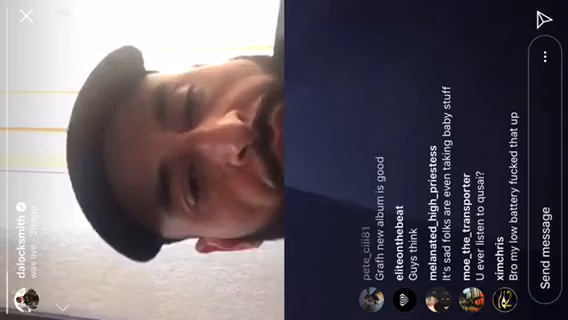 dalocksmith
was live · 3h ago
pete_cili81
Grafh new album is good
eliteonthebeat
Guys think
melanated_high_priestess
It's sad folks are even taking baby stuff
moe_the_transporter
U ever listen to qusai?
ximchris
Bro my low battery fucked that up
Send message